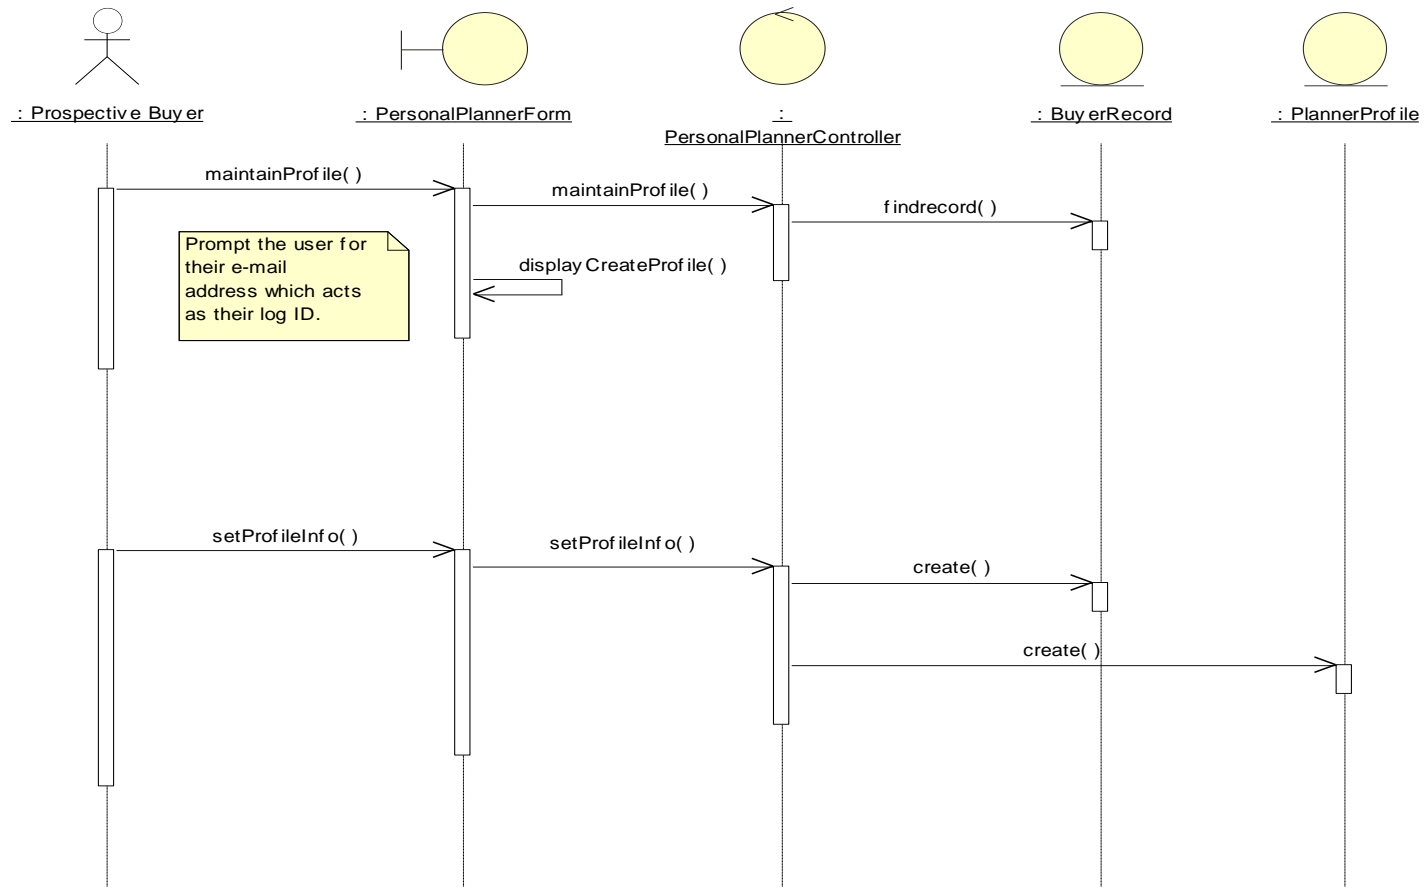 : Prospective Buyer
: PersonalPlannerForm
:
PersonalPlannerController
: BuyerRecord
: PlannerProfile
maintainProfile( )
maintainProfile( )
findrecord( )
Prompt the user for
their e-mail
address which acts
as their log ID.
displayCreateProfile( )
setProfileInfo( )
setProfileInfo( )
create( )
create( )